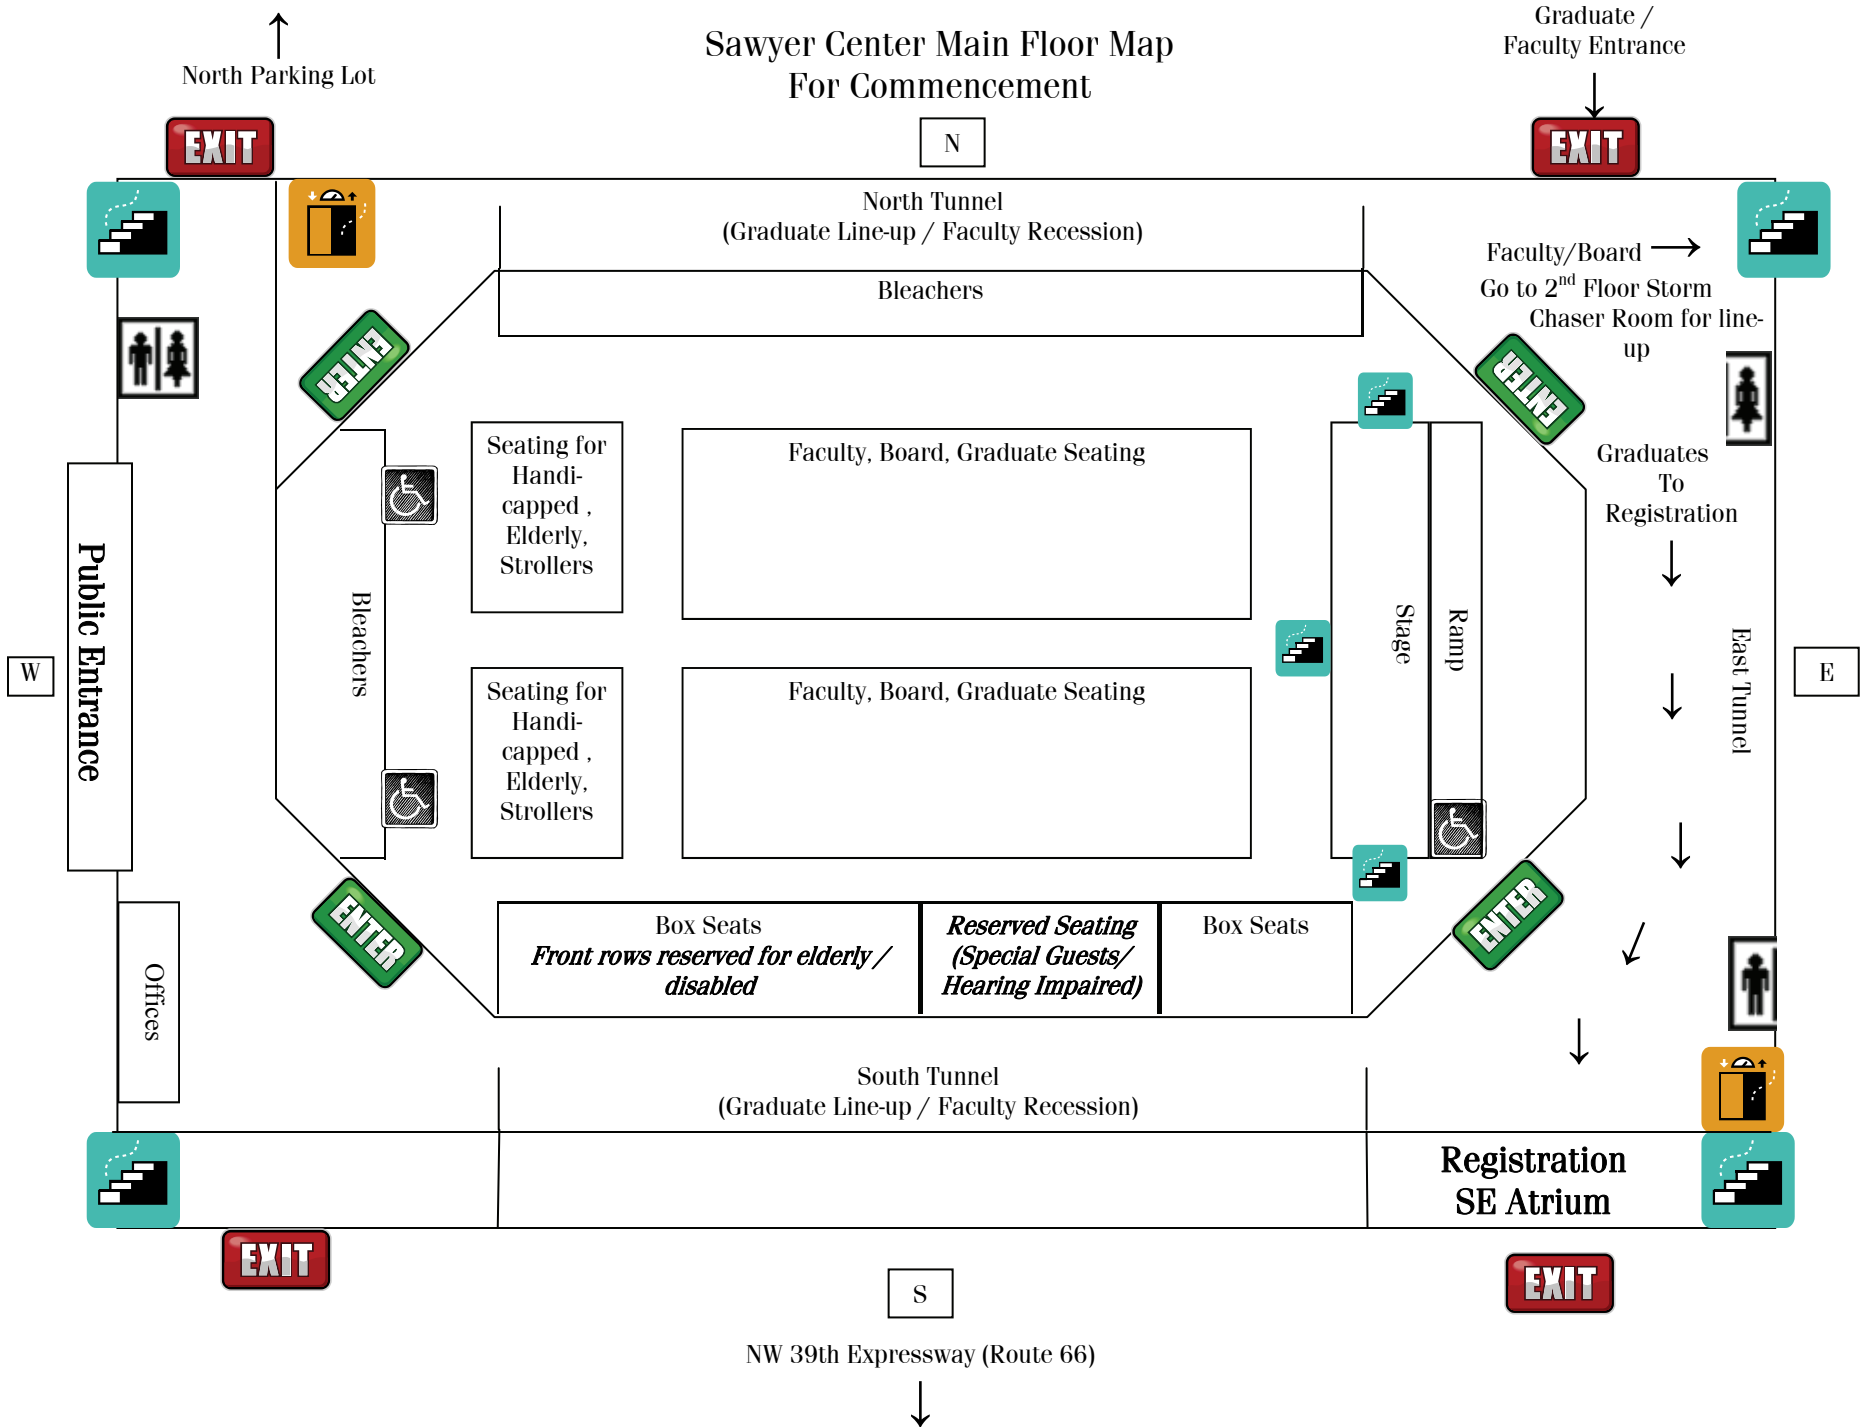 Sawyer Center Main Floor Map
For Commencement
North Parking Lot
Graduate /
Faculty Entrance
EXIT
EXIT
N
North Tunnel
(Graduate Line-up / Faculty Recession)
Bleachers
Faculty/Board
Go to 2nd Floor Storm
Chaser Room for line-
up
ENTER
ENTER
Graduates
To
Registration
Seating for
Handi-
capped ,
Elderly,
Strollers
Faculty, Board, Graduate Seating
Public Entrance
Bleachers
Stage
Ramp
East Tunnel
W
E
Seating for
Handi-
capped ,
Elderly,
Strollers
Faculty, Board, Graduate Seating
ENTER
ENTER
Offices
Box Seats
Front rows reserved for elderly/
disabled
Reserved Seating
(Special Guests/
Hearing Impaired)
Box Seats
South Tunnel
(Graduate Line-up / Faculty Recession)
Registration
SE Atrium
EXIT
EXIT
S
NW 39th Expressway (Route 66)